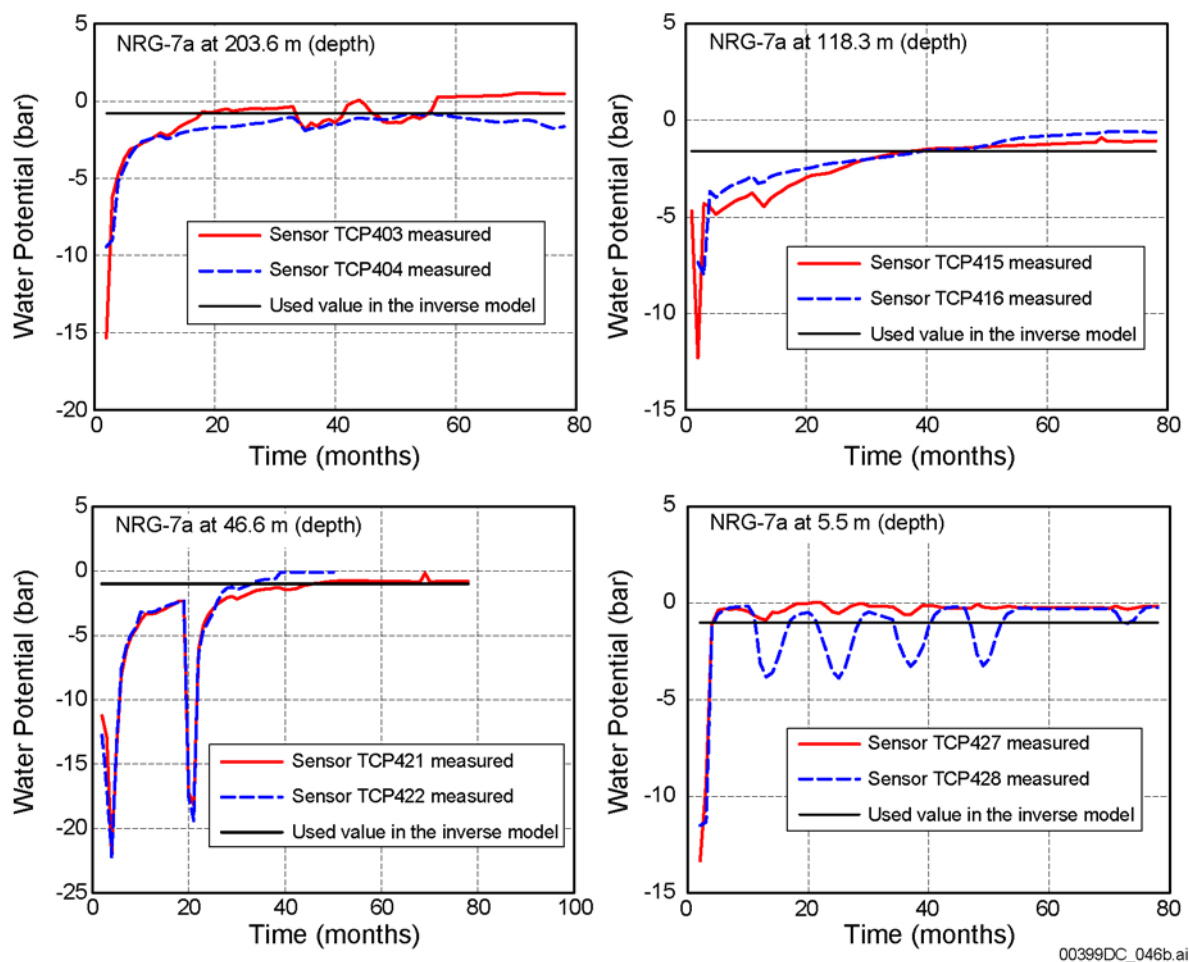 NRG-7a at 203.6 m (depth)
5
0
-5
-10
-15
-20
Water Potential (bar)
Sensor TCP403 measured
Sensor TCP404 measured
Used value in the inverse model
0 20 40 60 80
Time (months)
NRG-7a at 118.3 m (depth)
5
0
-5
-10
-15
Water Potential (bar)
Sensor TCP415 measured
Sensor TCP416 measured
Used value in the inverse model
0 20 40 60 80
Time (months)
NRG-7a at 46.6 m (depth)
5
0
-5
-10
-15
-20
-25
Water Potential (bar)
Sensor TCP421 measured
Sensor TCP422 measured
Used value in the inverse model
0 20 40 60 80 100
Time (months)
NRG-7a at 5.5 m (depth)
5
0
-5
-10
-15
Water Potential (bar)
Sensor TCP427 measured
Sensor TCP428 measured
Used value in the inverse model
0 20 40 60 80
Time (months)
00399DC_046b.ai